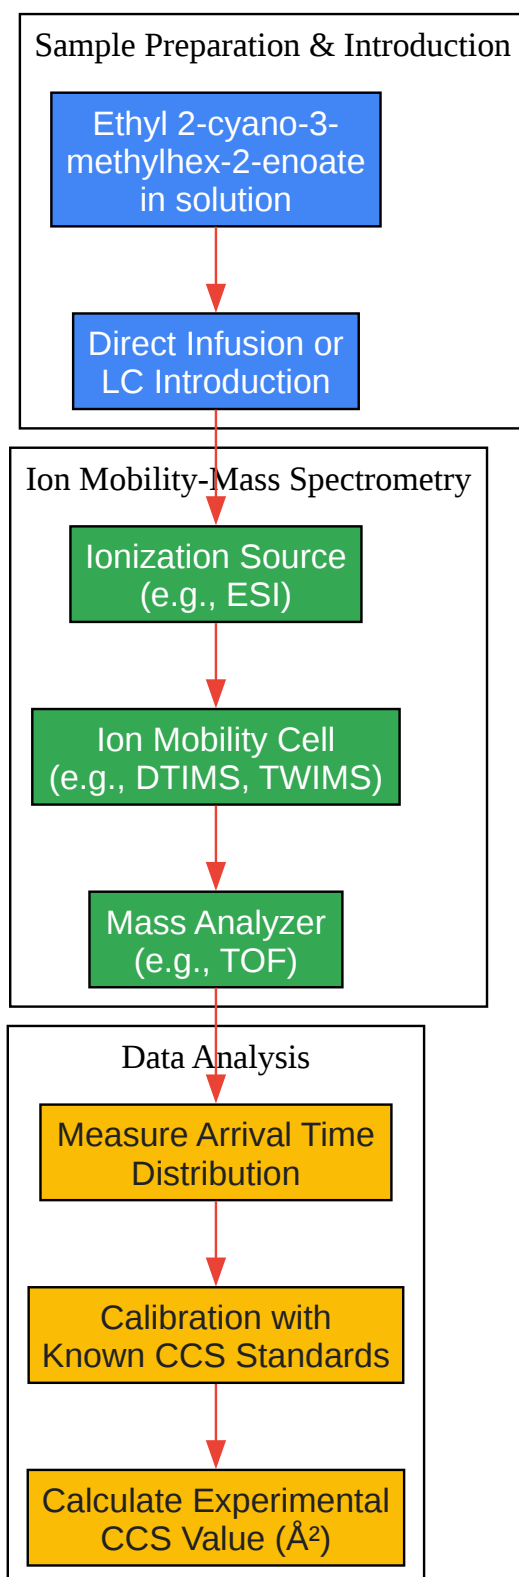 Sample Preparation & Introduction
Ethyl 2-cyano-3-
methylhex-2-enoate
in solution
Direct Infusion or
LC Introduction
Ion Mobility-Mass Spectrometry
Ionization Source
(e.g., ESI)
Ion Mobility Cell
(e.g., DTIMS, TWIMS)
Mass Analyzer
(e.g., TOF)
Data Analysis
Measure Arrival Time
Distribution
Calibration with
Known CCS Standards
Calculate Experimental
CCS Value (Å²)